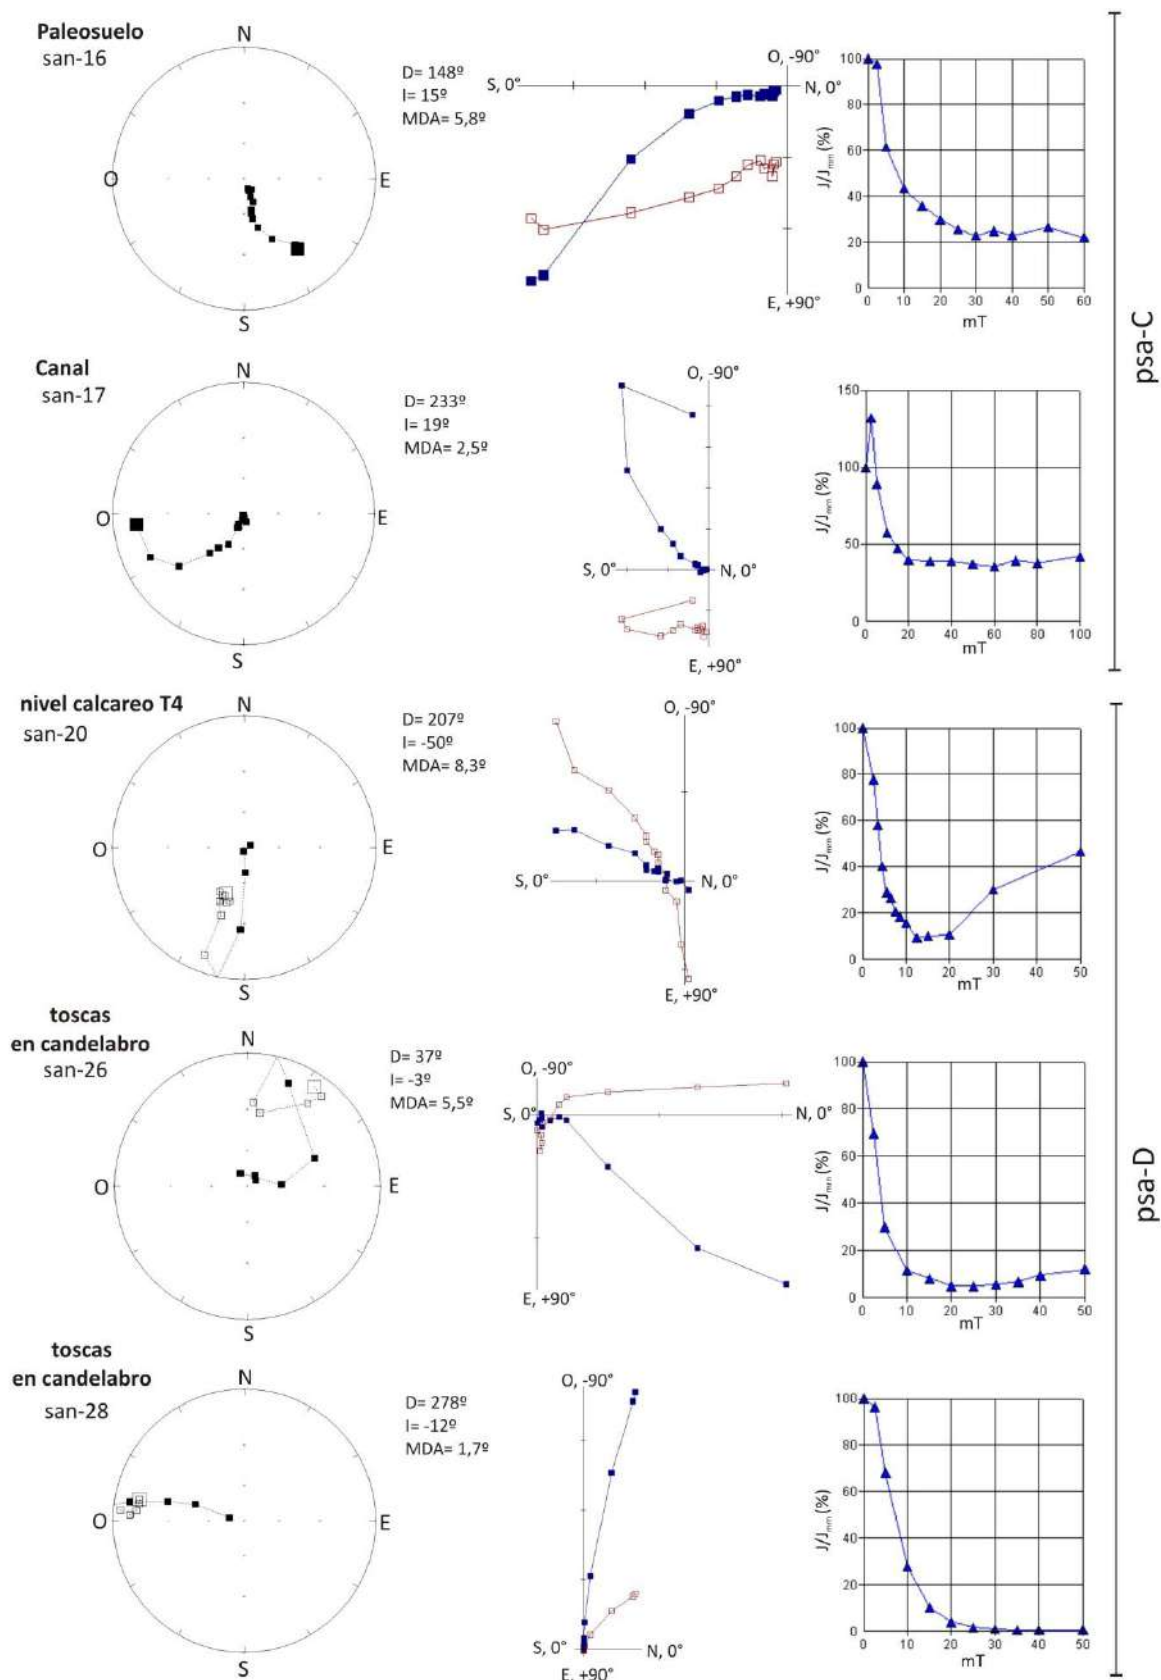 Paleosuelo
san-16
N
O
E
S
D= 148º
I= 15º
MDA= 5,8º
O, -90°
S, 0°
N, 0°
E, +90°
J/Jnrm (%)
100
80
60
40
20
0
0 10 20 30 40 50 60
mT
psa-C
Canal
san-17
N
O
E
S
D= 233º
I= 19º
MDA= 2,5º
O, -90°
S, 0°
N, 0°
E, +90°
J/Jnrm (%)
150
100
50
0
0 20 40 60 80 100
mT
nivel calcareo T4
san-20
N
O
E
S
D= 207º
I= -50º
MDA= 8,3º
O, -90°
S, 0°
N, 0°
E, +90°
J/Jnrm (%)
100
80
60
40
20
0
0 10 20 30 40 50
mT
psa-D
toscas
en candelabro
san-26
N
O
E
S
D= 37º
I= -3º
MDA= 5,5º
O, -90°
S, 0°
N, 0°
E, +90°
J/Jnrm (%)
100
80
60
40
20
0
0 10 20 30 40 50
mT
toscas
en candelabro
san-28
N
O
E
S
D= 278º
I= -12º
MDA= 1,7º
O, -90°
S, 0°
N, 0°
E, +90°
J/Jnrm (%)
100
80
60
40
20
0
0 10 20 30 40 50
mT